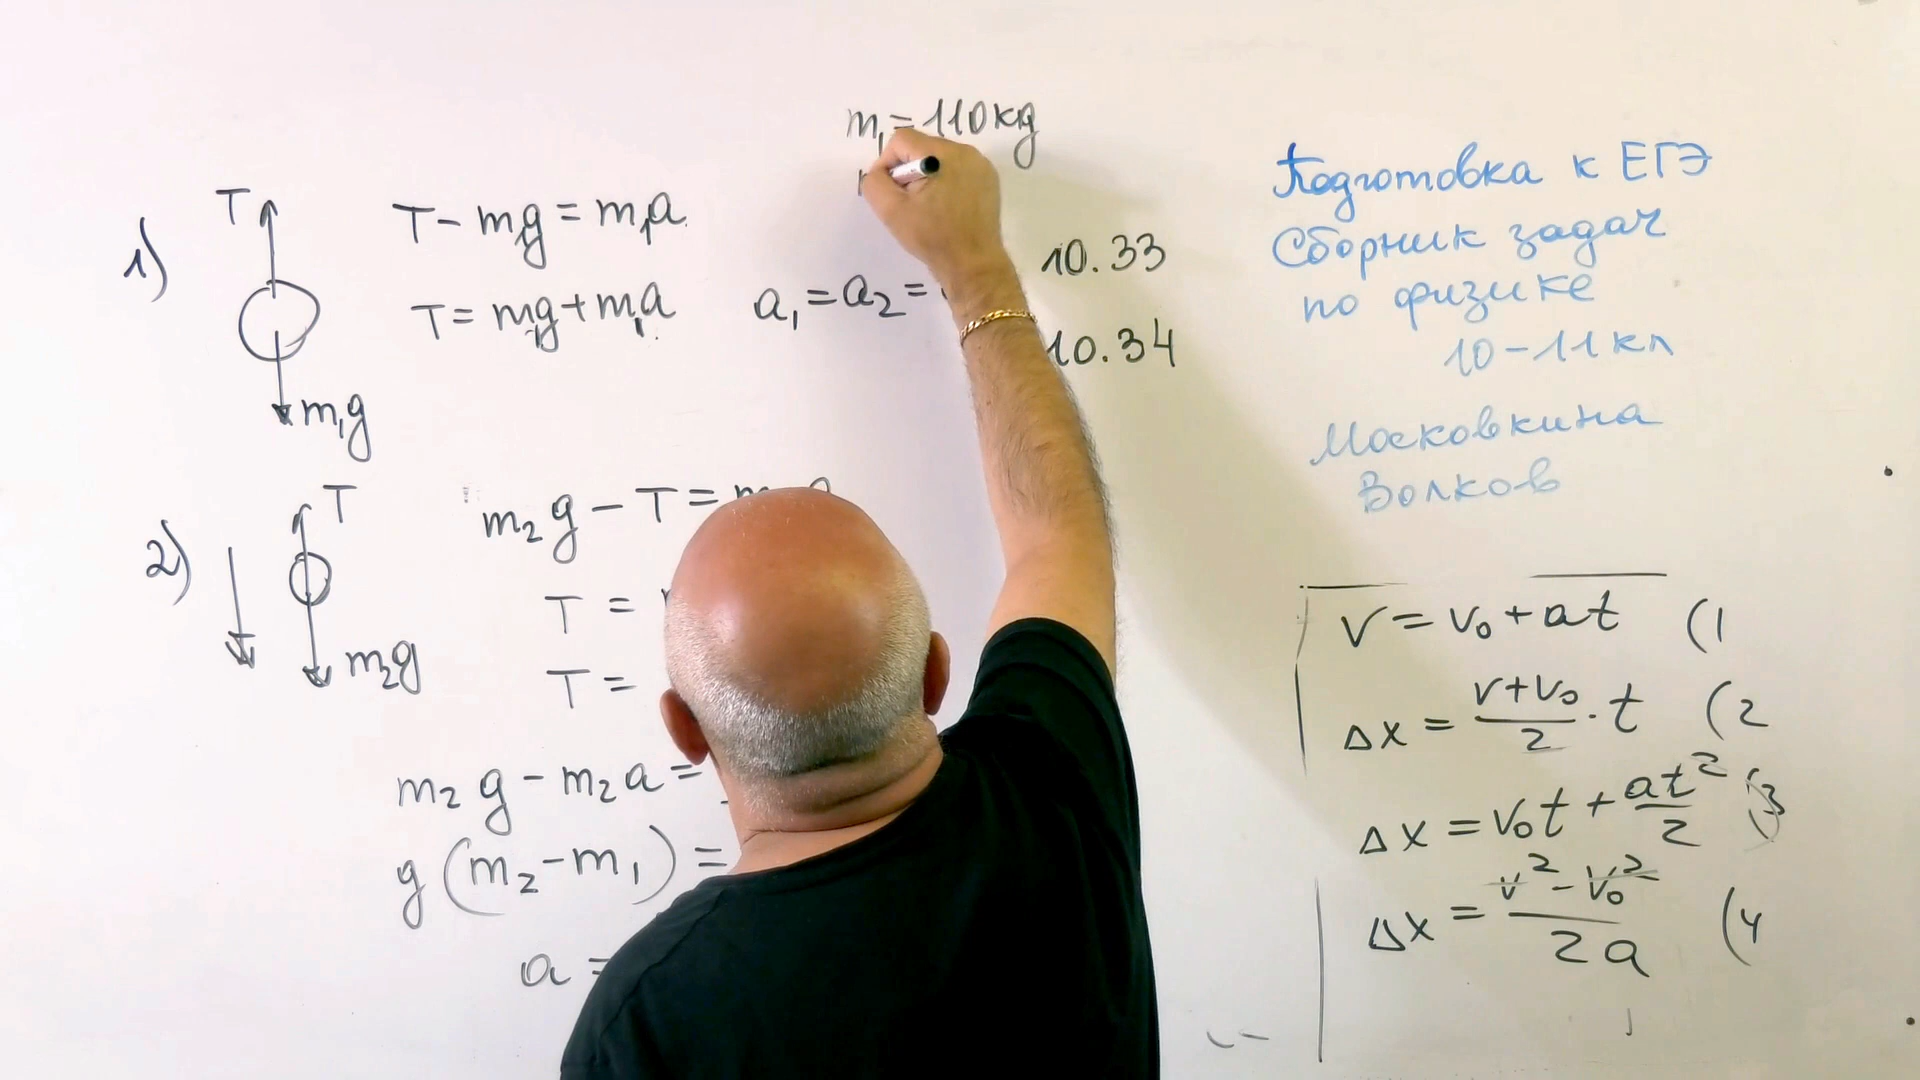 m₁ = 110 кg
1)
T
T - m₁g = m₁a
T = m₁g + m₁a
m₁g
a₁ = a₂ =
10.33
10.34
2)
T
m₂g
m₂g - T =
T =
T =
m₂g - m₂a =
g(m₂ - m₁) =
a =
Подготовка к ЕГЭ
Сборник задач
по физике
10-11 кл
Московкина
Волков
v = v₀ + at (1
Δx = (v + v₀)/2 · t (2
Δx = v₀t + at²/2 (3
Δx = (v² - v₀²)/2a (4